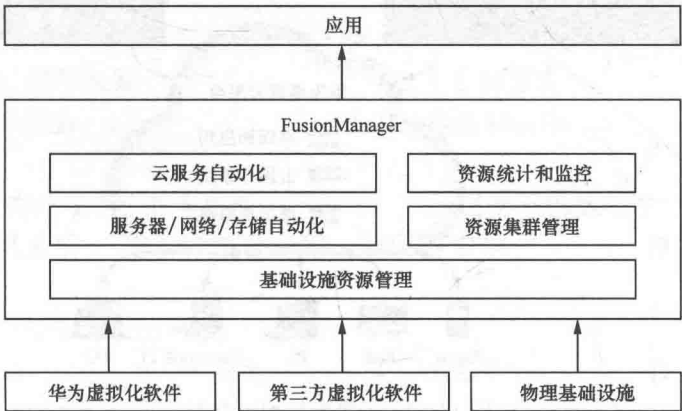 应用
FusionManager
云服务自动化
资源统计和监控
服务器/网络/存储自动化
资源集群管理
基础设施资源管理
华为虚拟化软件
第三方虚拟化软件
物理基础设施